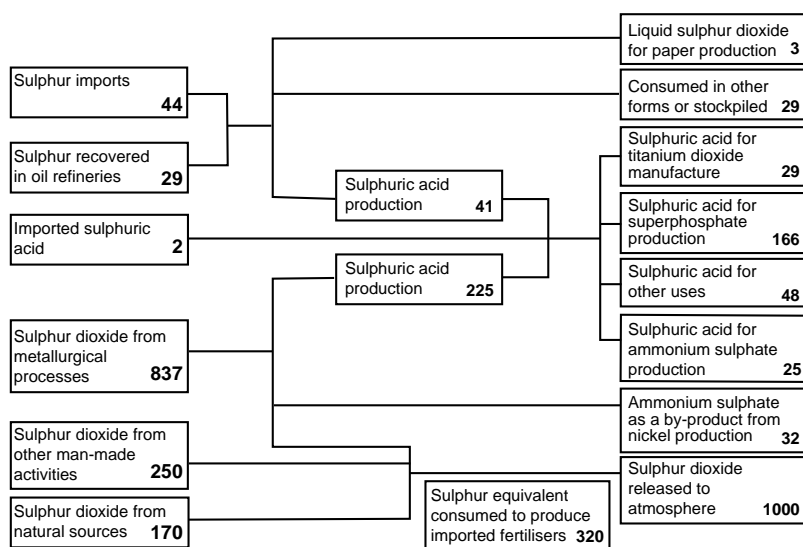 Sulphur imports
44
Sulphur recovered
in oil refineries
29
Imported sulphuric
acid
2
Sulphur dioxide from
metallurgical
processes
837
Sulphur dioxide from
other man-made
activities
250
Sulphur dioxide from
natural sources
170
Sulphuric acid
production
41
Sulphuric acid
production
225
Sulphur equivalent
consumed to produce
imported fertilisers
320
Liquid sulphur dioxide
for paper production
3
Consumed in other
forms or stockpiled
29
Sulphuric acid for
titanium dioxide
manufacture
29
Sulphuric acid for
superphosphate
production
166
Sulphuric acid for
other uses
48
Sulphuric acid for
ammonium sulphate
production
25
Ammonium sulphate
as a by-product from
nickel production
32
Sulphur dioxide
released to
atmosphere
1000